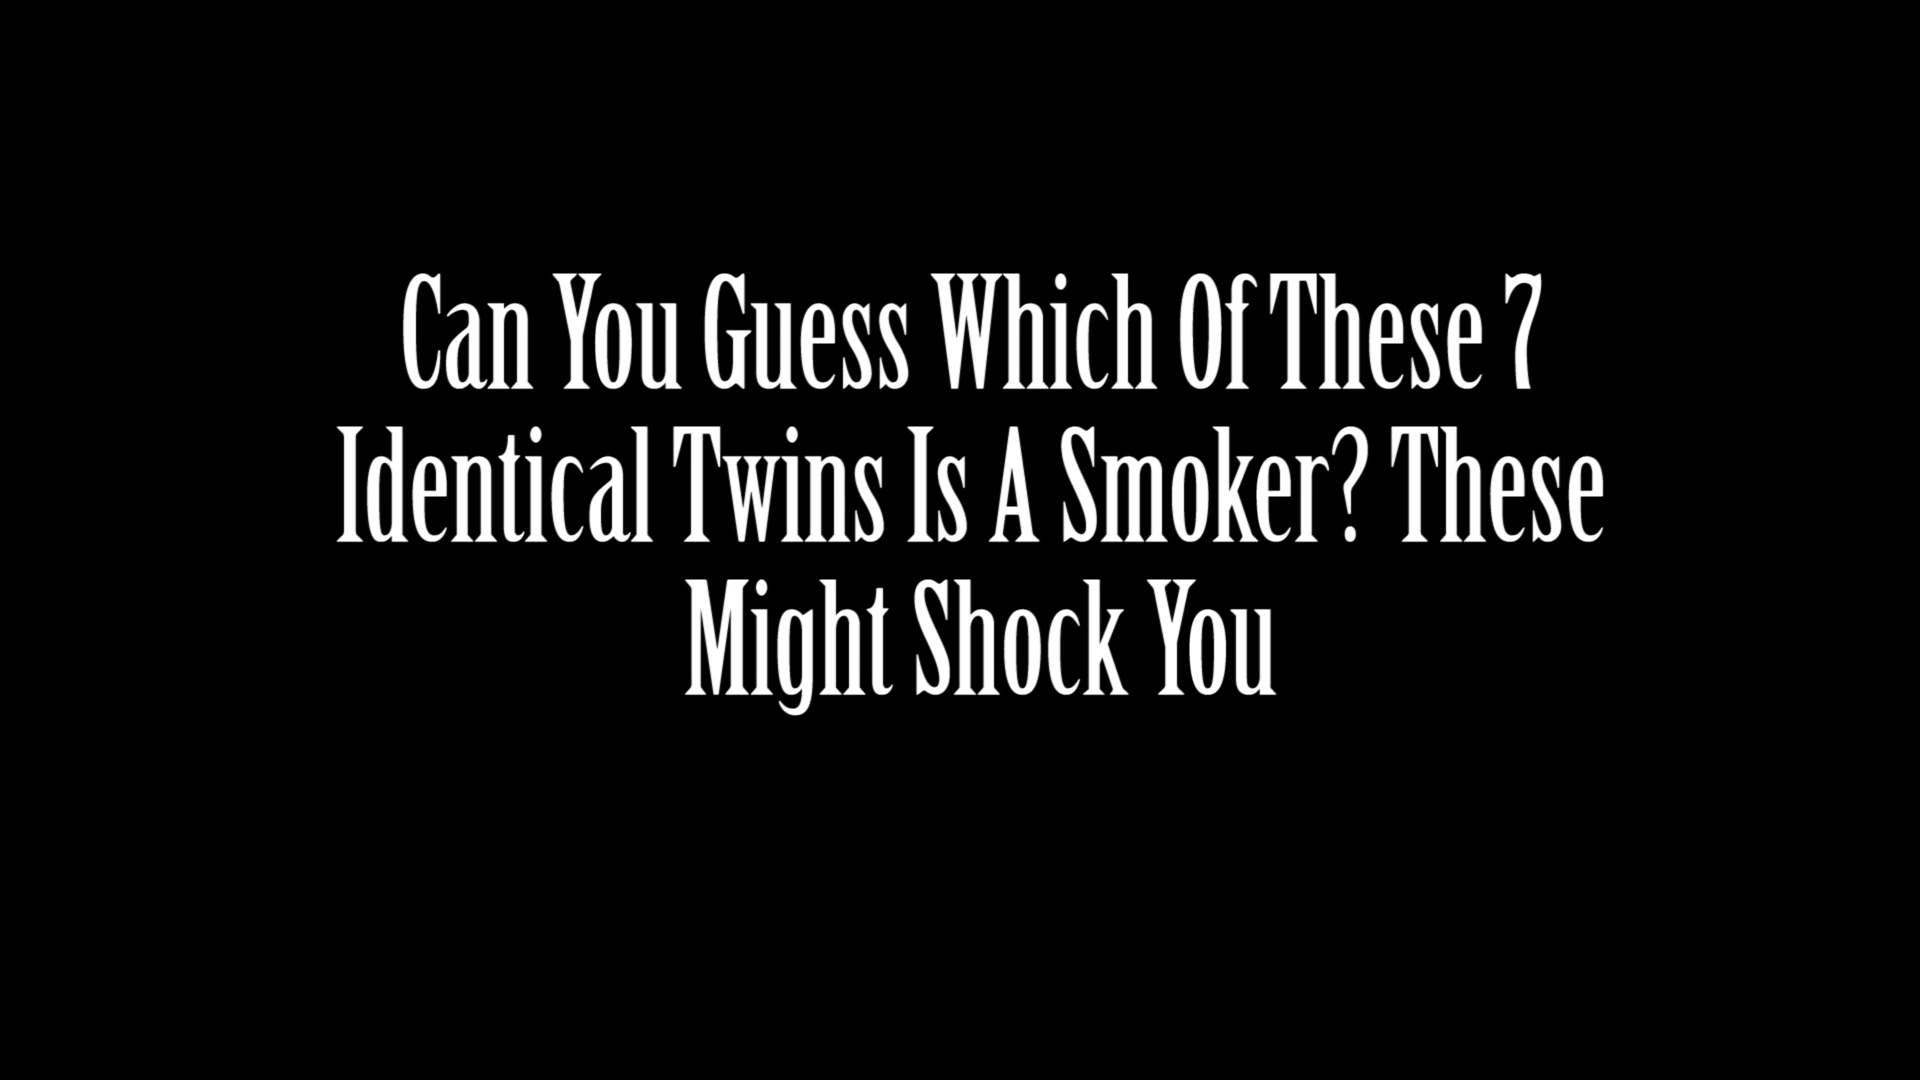 Can You Guess Which Of These 7
Identical Twins Is A Smoker? These
Might Shock You